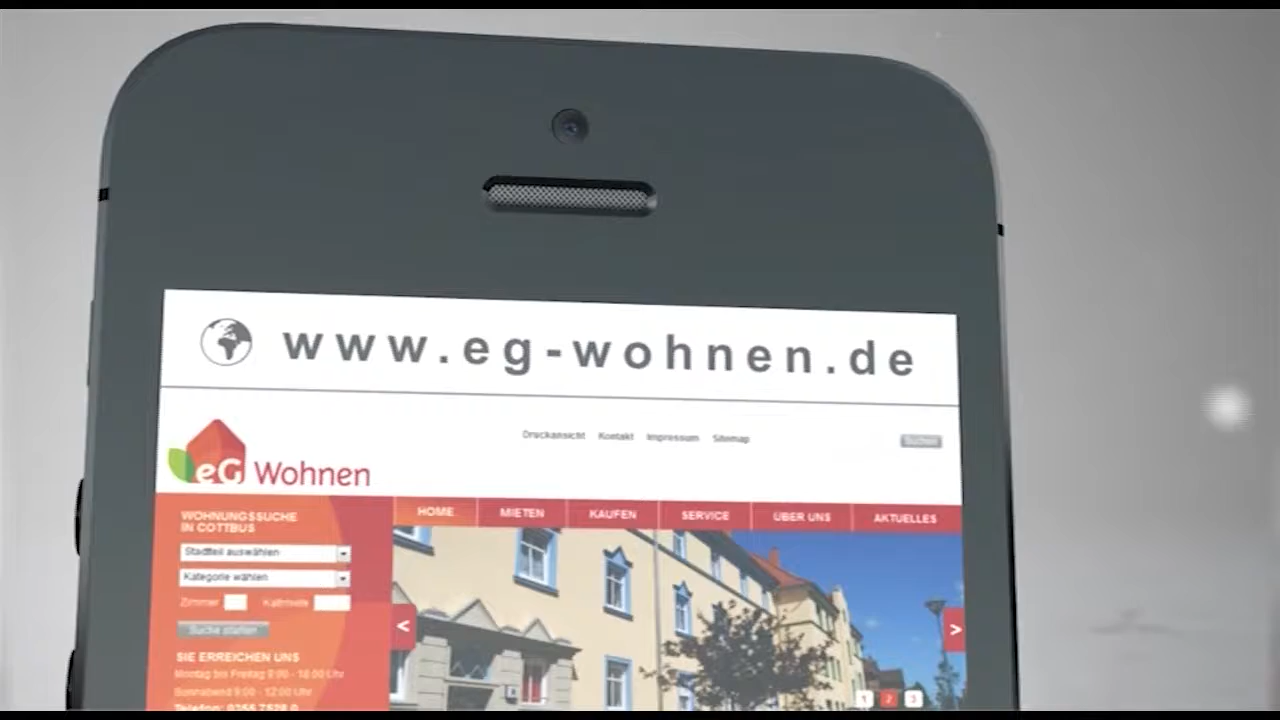 www.eg-wohnen.de
Druckansicht Kontakt Impressum Sitemap Suchen
eG Wohnen
HOME MIETEN KAUFEN SERVICE ÜBER UNS AKTUELLES
WOHNUNGSSUCHE
IN COTTBUS
Stadtteil auswählen
Kategorie wählen
Zimmer Kaltmiete
Suche starten
< >
SIE ERREICHEN UNS
Montag bis Freitag 9:00 - 18:00 Uhr
Sonnabend 9:00 - 12:00 Uhr
1 2 3